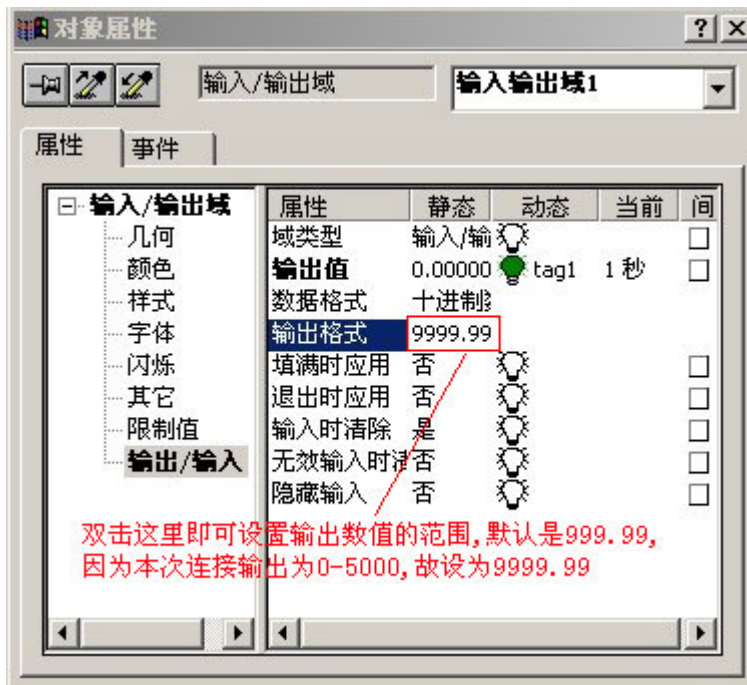 对象属性
输入/输出域 输入输出域1
属性 事件
输入/输出域
几何
颜色
样式
字体
闪烁
其它
限制值
输出/输入
属性 静态 动态 当前 间
域类型 输入/输
输出值 0.00000 tag1 1 秒
数据格式 十进制
输出格式 9999.99
填满时应用 否
退出时应用 否
输入时清除 是
无效输入时清 否
隐藏输入 否
双击这里即可设置输出数值的范围,默认是999.99,
因为本次连接输出为0-5000,故设为9999.99